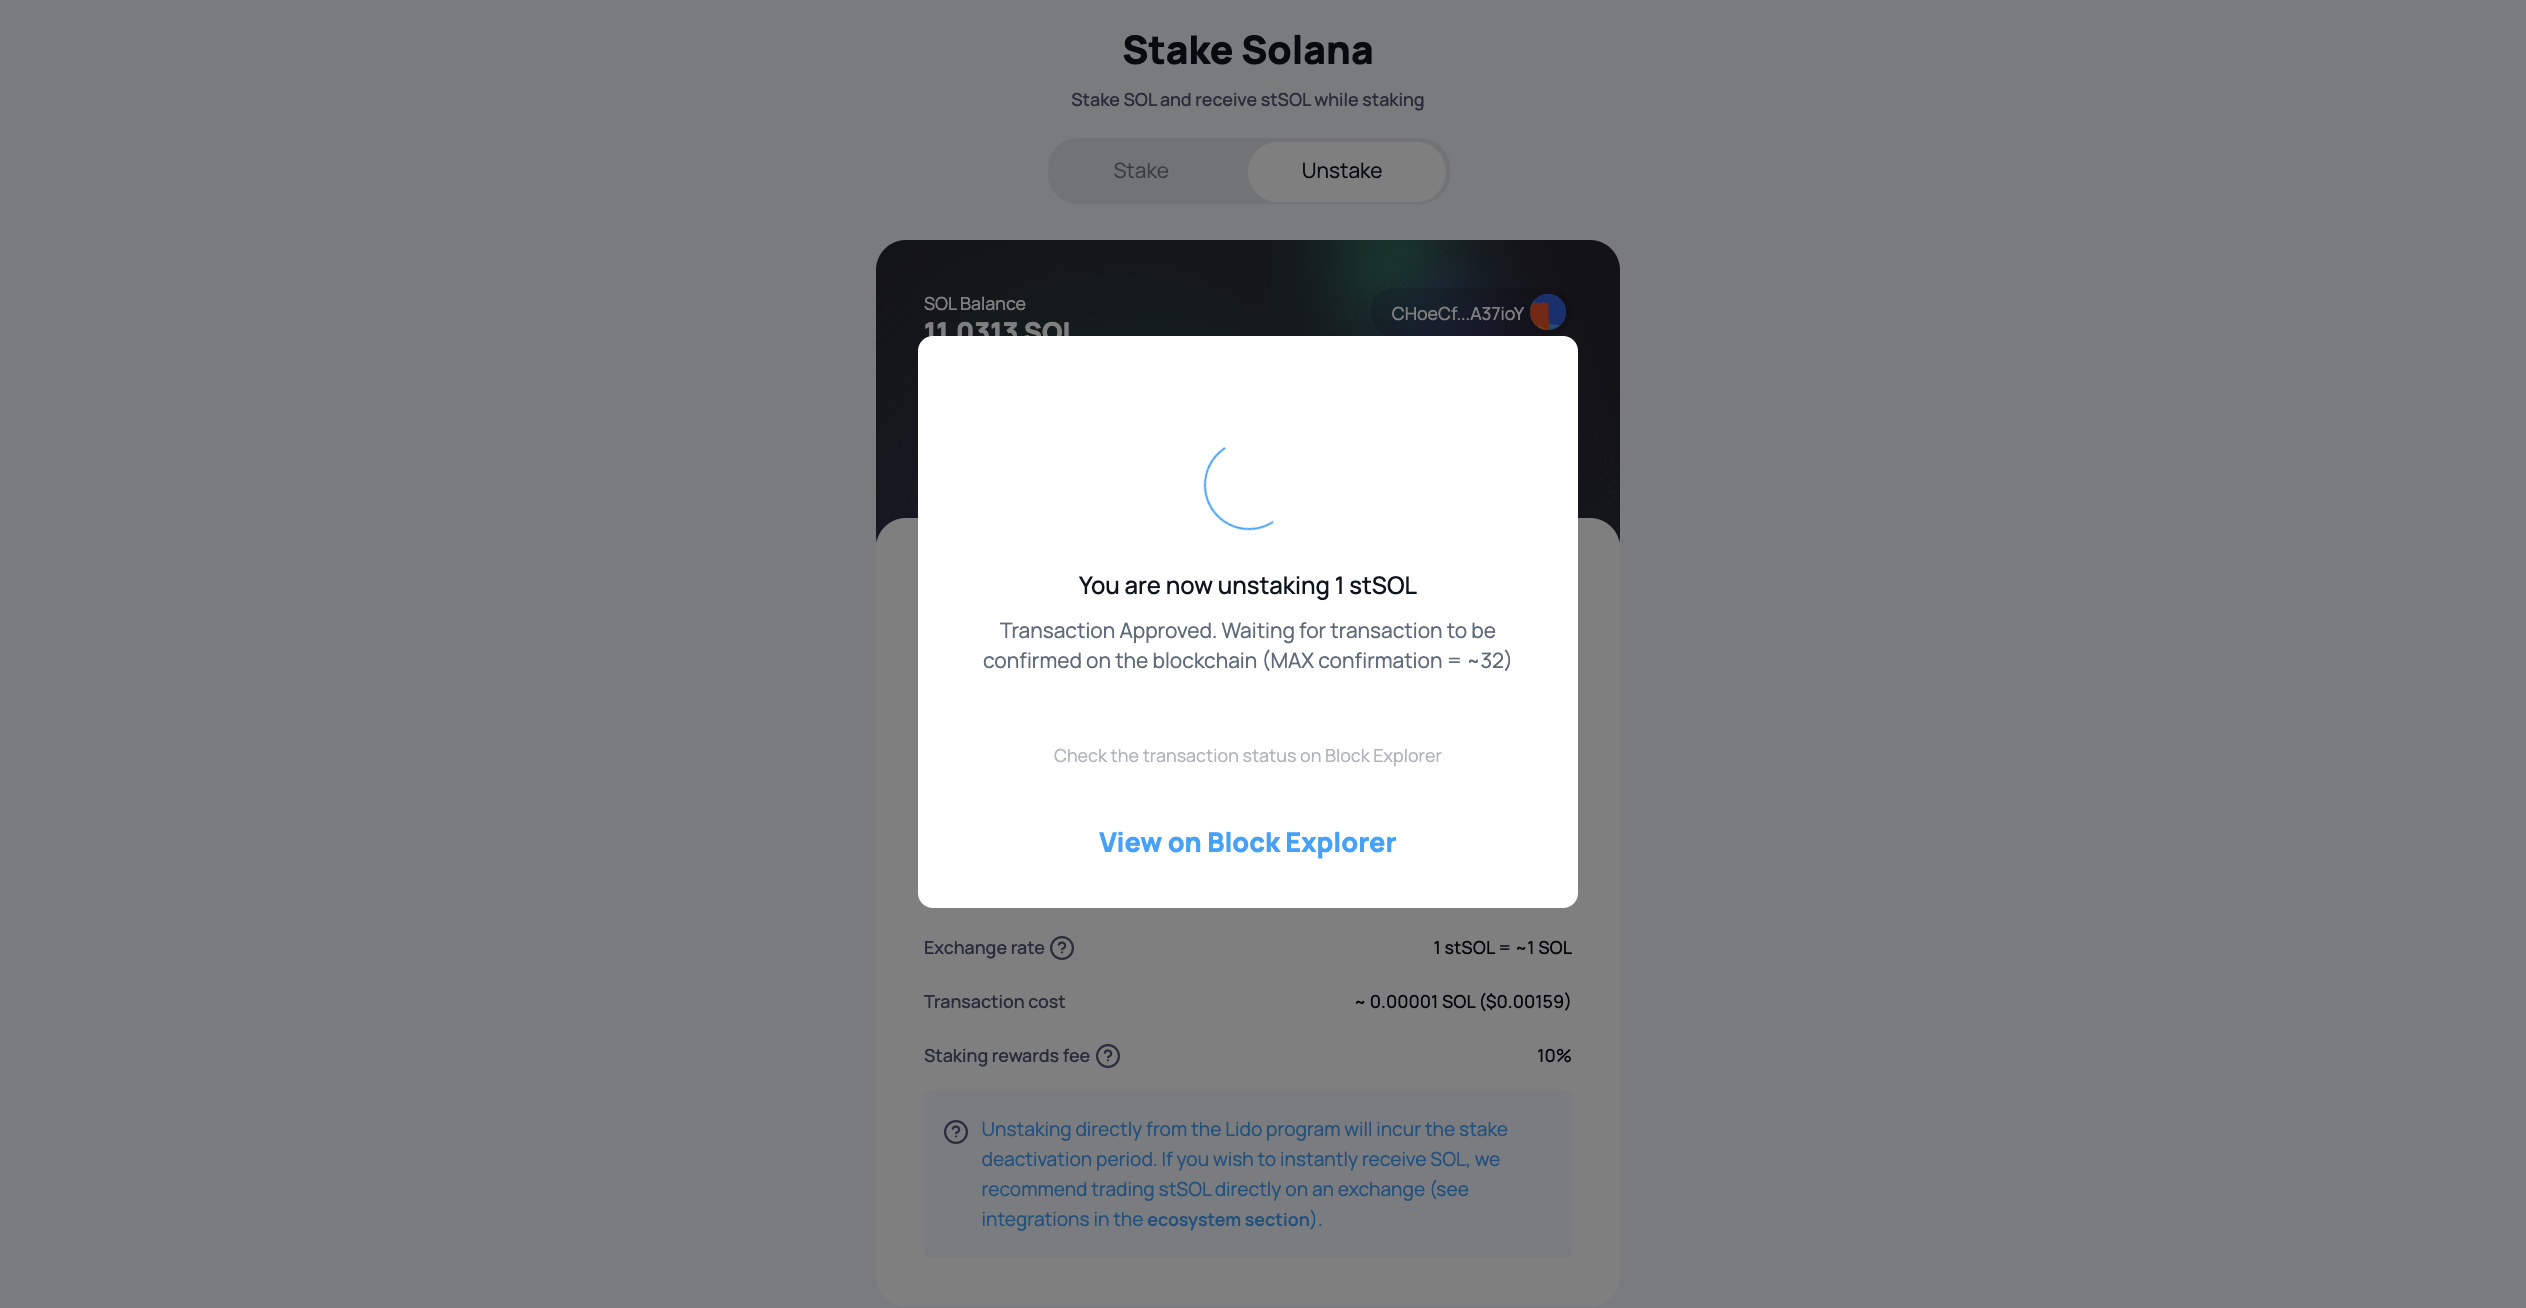 Stake Solana
Stake SOL and receive stSOL while staking
Stake
Unstake
SOL Balance
CHoeCf...A37ioY
11.0313 SOL
You are now unstaking 1 stSOL
Transaction Approved. Waiting for transaction to be
confirmed on the blockchain (MAX confirmation = ~32)
Check the transaction status on Block Explorer
View on Block Explorer
Exchange rate ?
1 stSOL = ~1 SOL
Transaction cost
~ 0.00001 SOL ($0.00159)
Staking rewards fee ?
10%
? Unstaking directly from the Lido program will incur the stake
deactivation period. If you wish to instantly receive SOL, we
recommend trading stSOL directly on an exchange (see
integrations in the ecosystem section).